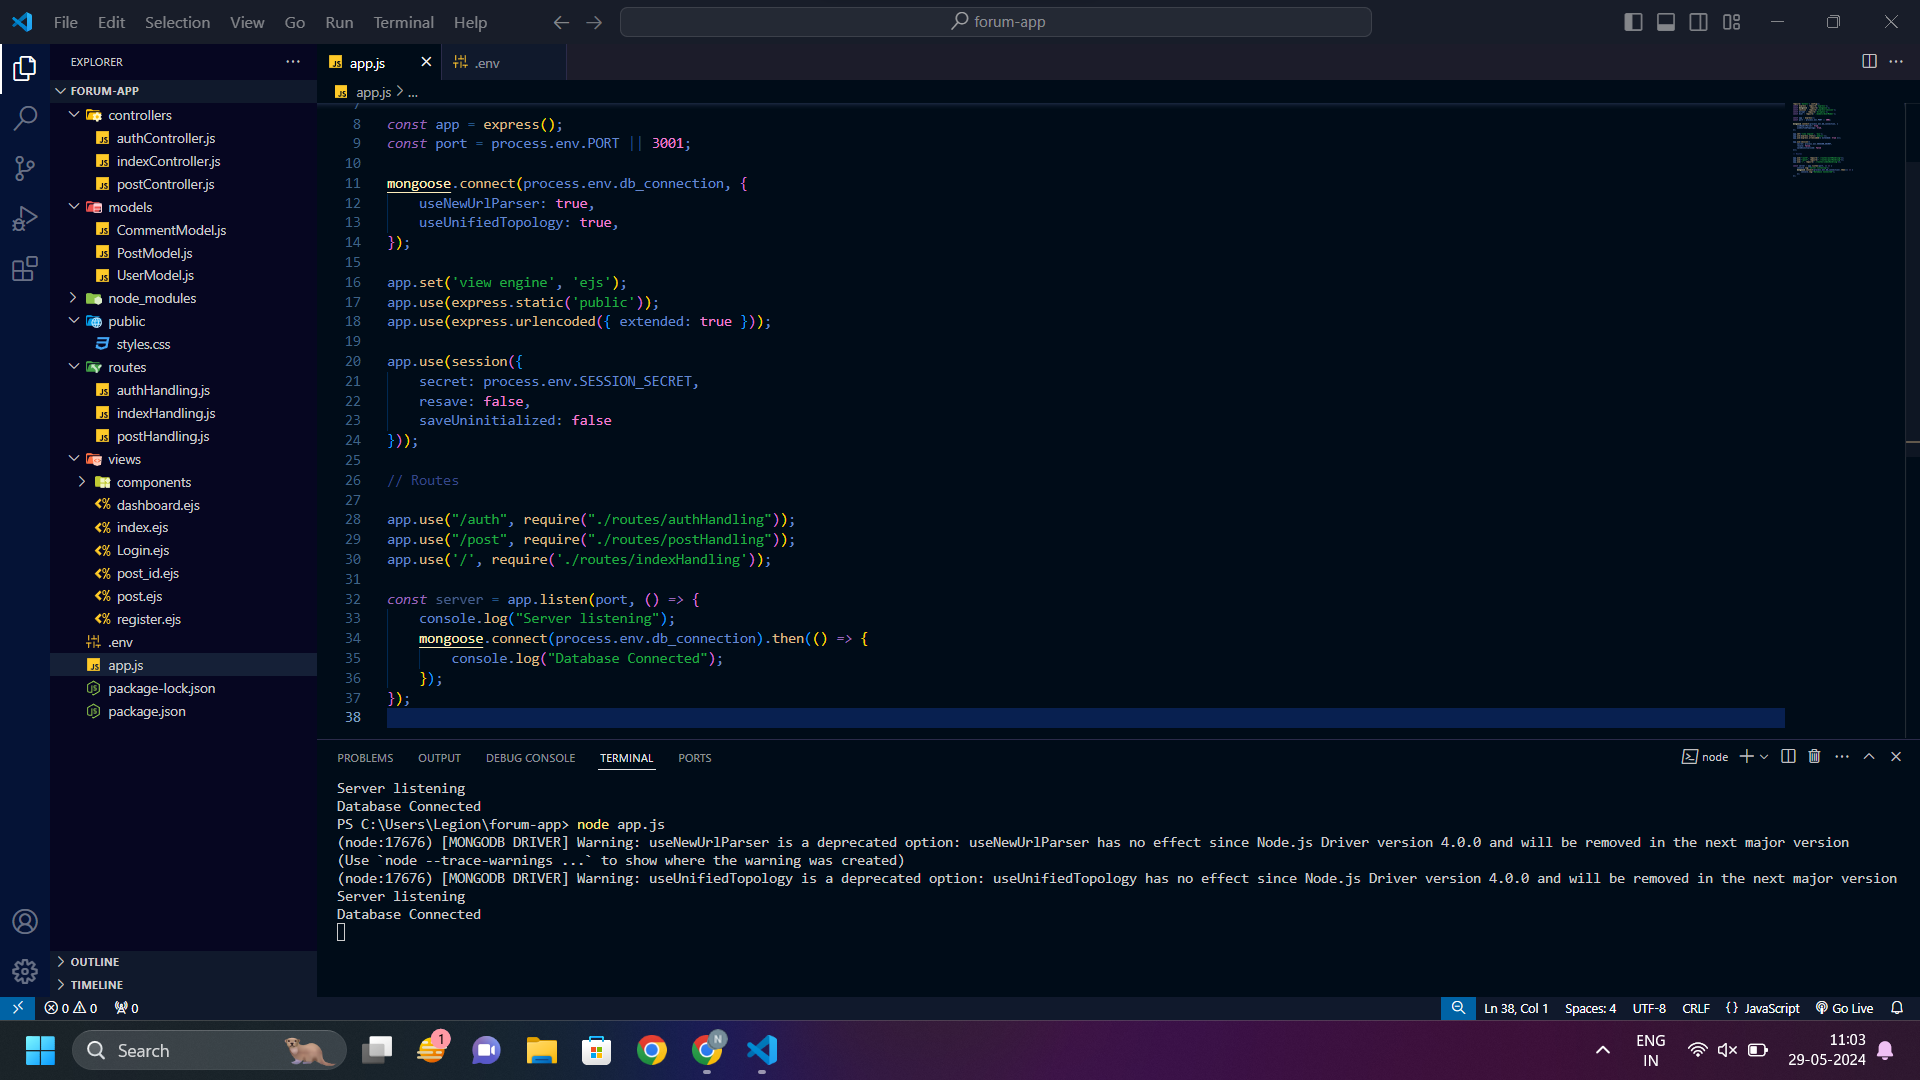 File Edit Selection View Go Run Terminal Help
forum-app
EXPLORER
FORUM-APP
controllers
authController.js
indexController.js
postController.js
models
CommentModel.js
PostModel.js
UserModel.js
node_modules
public
styles.css
routes
authHandling.js
indexHandling.js
postHandling.js
views
components
dashboard.ejs
index.ejs
Login.ejs
post_id.ejs
post.ejs
register.ejs
.env
app.js
package-lock.json
package.json
OUTLINE
TIMELINE
app.js .env
app.js > ...
7
8 const app = express();
9 const port = process.env.PORT || 3001;
10
11 mongoose.connect(process.env.db_connection, {
12 useNewUrlParser: true,
13 useUnifiedTopology: true,
14 });
15
16 app.set('view engine', 'ejs');
17 app.use(express.static('public'));
18 app.use(express.urlencoded({ extended: true }));
19
20 app.use(session({
21 secret: process.env.SESSION_SECRET,
22 resave: false,
23 saveUninitialized: false
24 }));
25
26 // Routes
27
28 app.use("/auth", require("./routes/authHandling"));
29 app.use("/post", require("./routes/postHandling"));
30 app.use('/', require('./routes/indexHandling'));
31
32 const server = app.listen(port, () => {
33 console.log("Server listening");
34 mongoose.connect(process.env.db_connection).then(() => {
35 console.log("Database Connected");
36 });
37 });
38
PROBLEMS OUTPUT DEBUG CONSOLE TERMINAL PORTS
node
Server listening
Database Connected
PS C:\Users\Legion\forum-app> node app.js
(node:17676) [MONGODB DRIVER] Warning: useNewUrlParser is a deprecated option: useNewUrlParser has no effect since Node.js Driver version 4.0.0 and will be removed in the next major version
(Use `node --trace-warnings ...` to show where the warning was created)
(node:17676) [MONGODB DRIVER] Warning: useUnifiedTopology is a deprecated option: useUnifiedTopology has no effect since Node.js Driver version 4.0.0 and will be removed in the next major version
Server listening
Database Connected
0 0 0
Ln 38, Col 1 Spaces: 4 UTF-8 CRLF {} JavaScript Go Live
Search
1
N
ENG
IN
11:03
29-05-2024